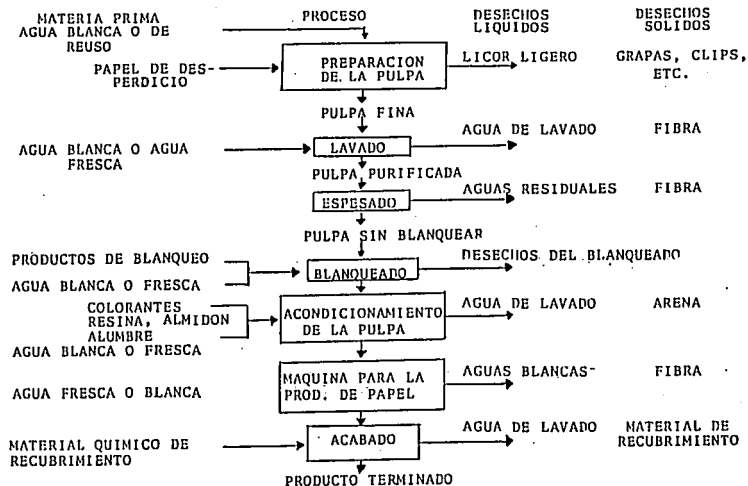 MATERIA PRIMA PROCESO DESECHOS LIQUIDOS DESECHOS SOLIDOS
AGUA BLANCA O DE REUSO
PAPEL DE DES-
PERDICIO
PREPARACION
DE LA PULPA
LICOR LIGERO
GRAPAS, CLIPS,
ETC.
PULPA FINA
AGUA BLANCA O AGUA
FRESCA
LAVADO
AGUA DE LAVADO
FIBRA
PULPA PURIFICADA
ESPESADO
AGUAS RESIDUALES
FIBRA
PULPA SIN BLANQUEAR
PRODUCTOS DE BLANQUEO
AGUA BLANCA O FRESCA
BLANQUEADO
DESECHOS DEL BLANQUEADO
COLORANTES
RESINA, ALMIDON
ALUMBRE
AGUA BLANCA O FRESCA
ACONDICIONAMIENTO
DE LA PULPA
AGUA DE LAVADO
ARENA
AGUA FRESCA O BLANCA
MAQUINA PARA LA
PROD. DE PAPEL
AGUAS BLANCAS-
FIBRA
MATERIAL QUIMICO DE
RECUBRIMIENTO
ACABADO
AGUA DE LAVADO
MATERIAL DE
RECUBRIMIENTO
PRODUCTO TERMINADO